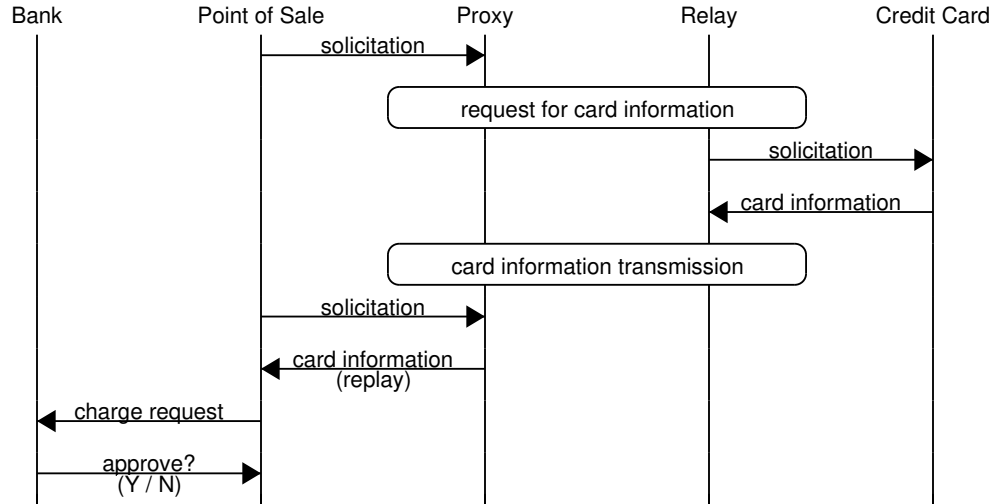 Bank
Point of Sale
Proxy
Relay
Credit Card
solicitation
request for card information
solicitation
card information
card information transmission
solicitation
card information
(replay)
charge request
approve?
(Y / N)